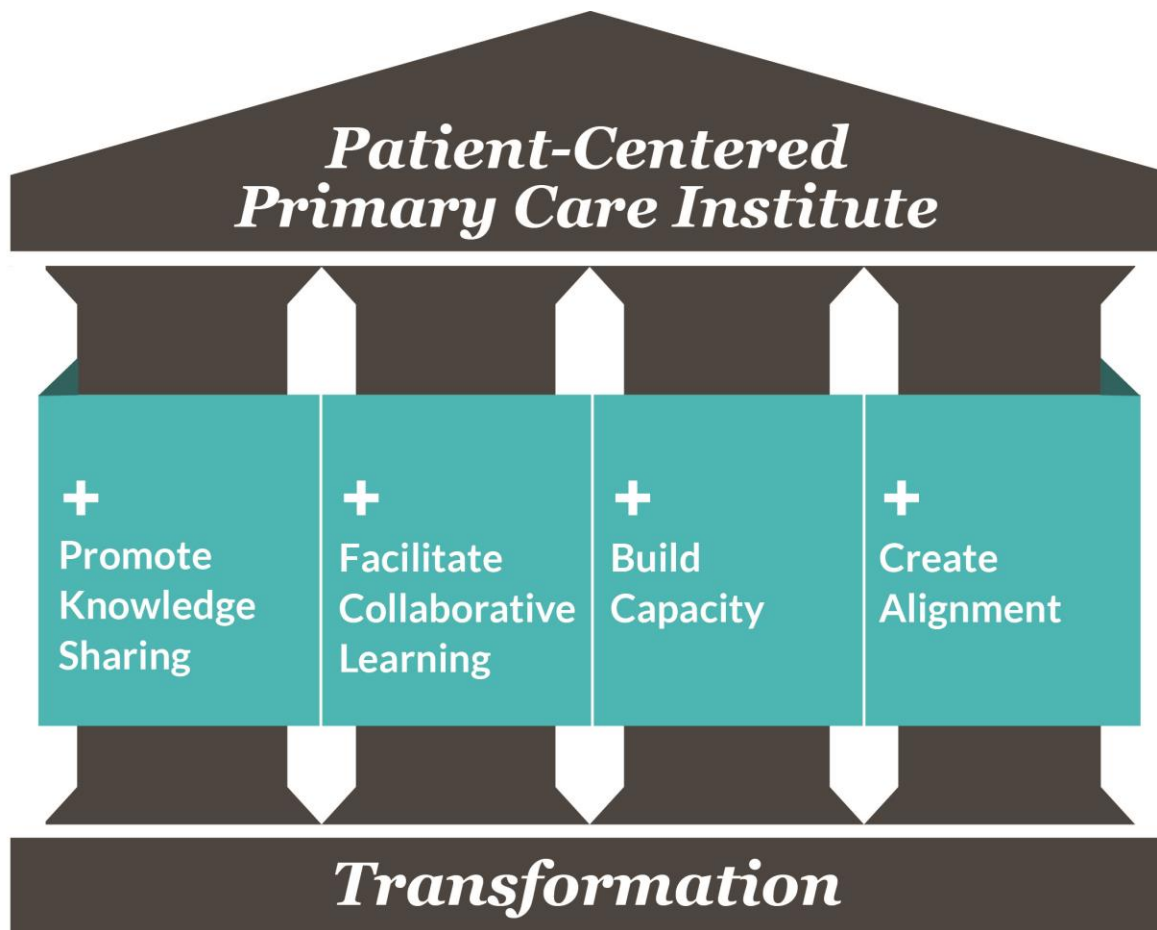 Patient-Centered
Primary Care Institute
+
Promote
Knowledge
Sharing
+
Facilitate
Collaborative
Learning
+
Build
Capacity
+
Create
Alignment
Transformation